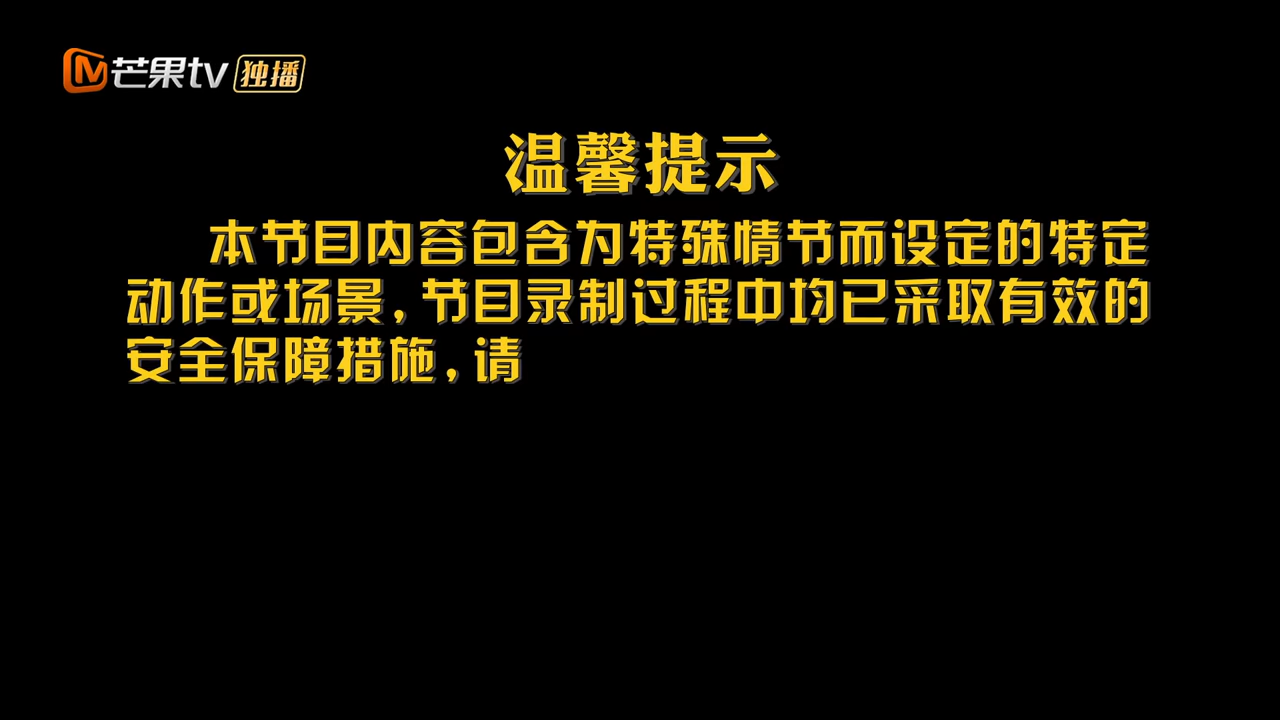 芒果tv 独播
温馨提示
本节目内容包含为特殊情节而设定的特定
动作或场景,节目录制过程中均已采取有效的
安全保障措施,请